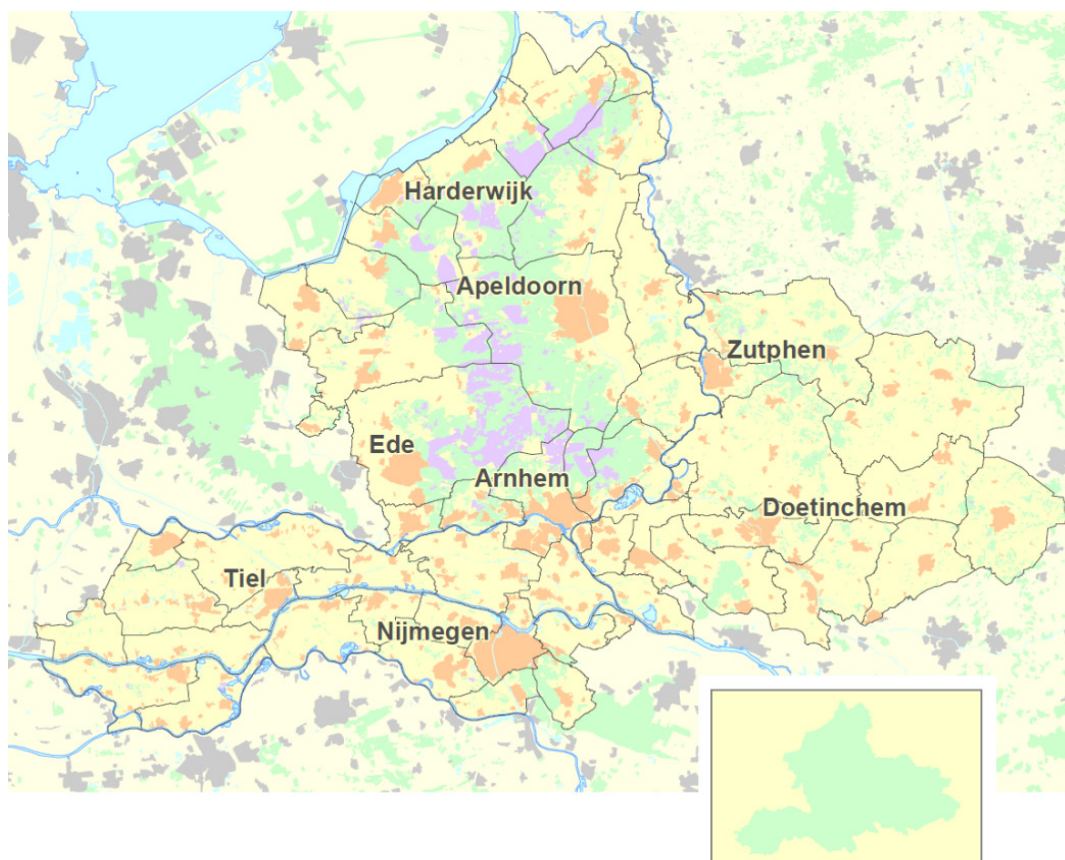 Harderwijk
Apeldoorn
Zutphen
Ede
Arnhem
Doetinchem
Tiel
Nijmegen